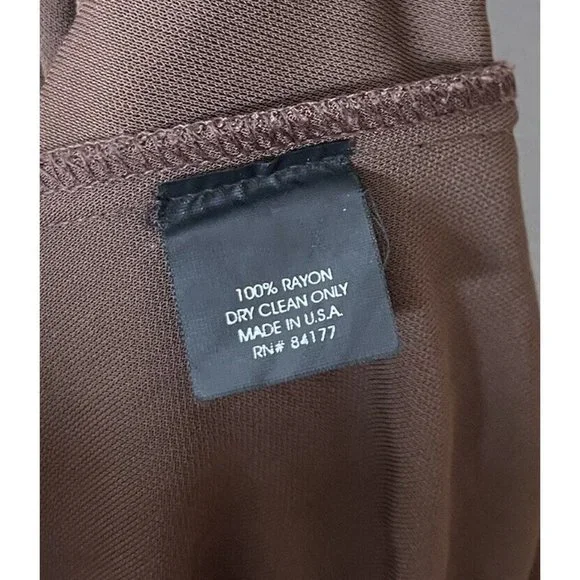 100% RAYON
DRY CLEAN ONLY
MADE IN U.S.A.
RN# 84177